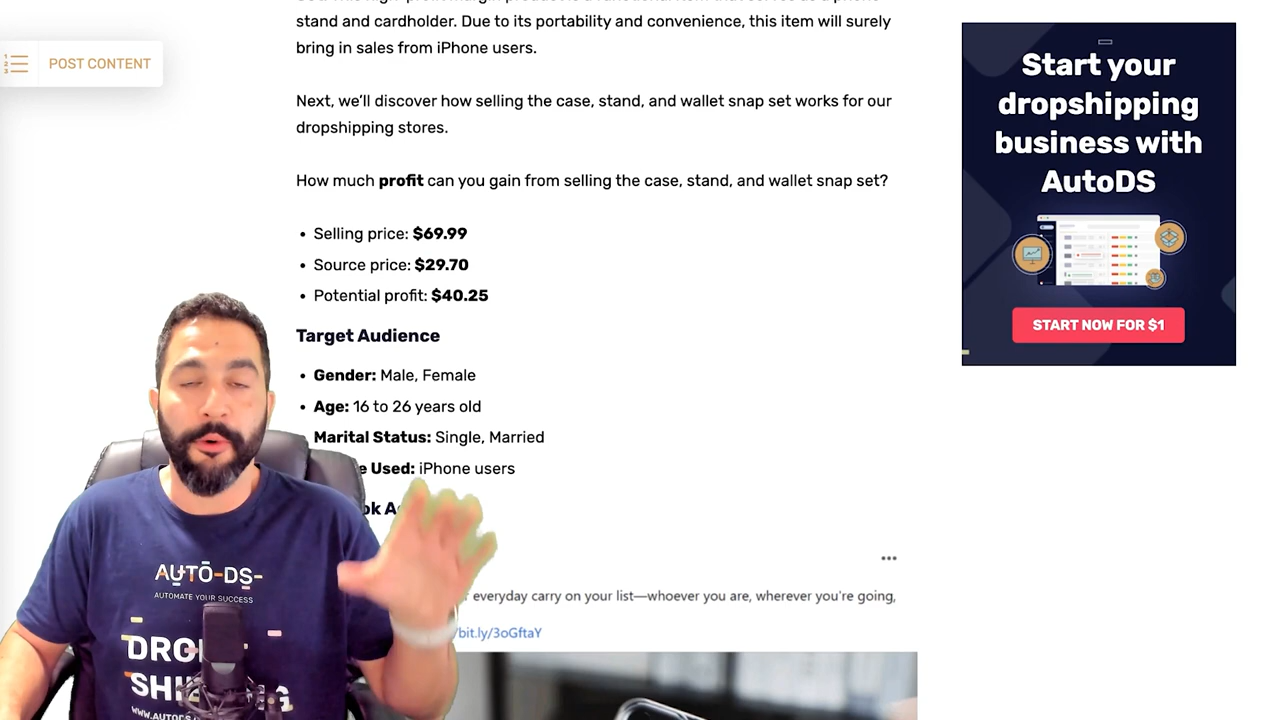 stand and cardholder. Due to its portability and convenience, this item will surely
bring in sales from iPhone users.
POST CONTENT
Next, we'll discover how selling the case, stand, and wallet snap set works for our
dropshipping stores.
How much profit can you gain from selling the case, stand, and wallet snap set?
• Selling price: $69.99
• Source price: $29.70
• Potential profit: $40.25
Target Audience
• Gender: Male, Female
• Age: 16 to 26 years old
Marital Status: Single, Married
Used: iPhone users
everyday carry on your list—whoever you are, wherever you're going,
/bit.ly/3oGftaY
Start your
dropshipping
business with
AutoDS
START NOW FOR $1
AUTO-DS-
AUTOMATE YOUR SUCCESS